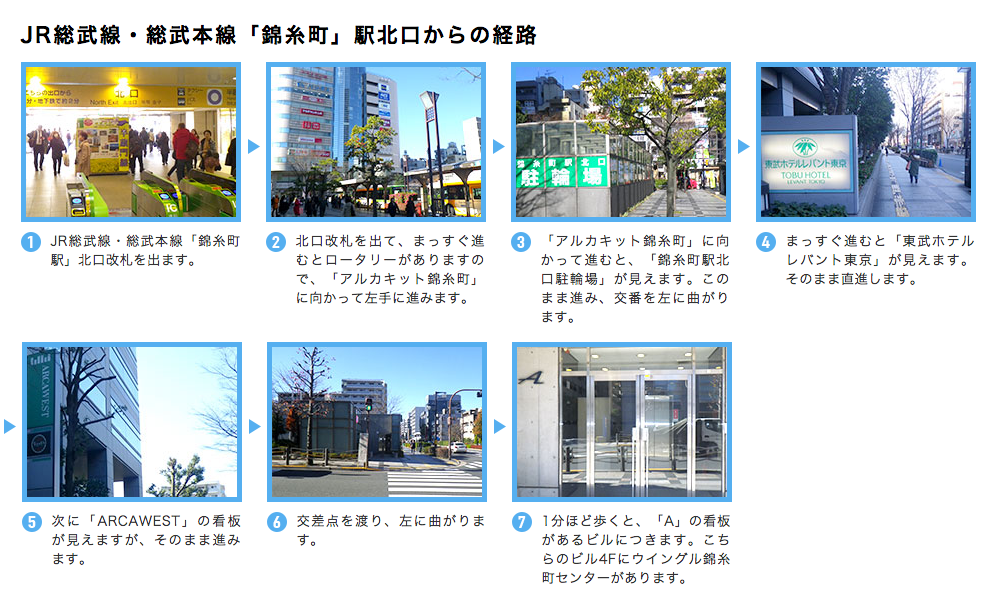 JR総武線・総武本線「錦糸町」駅北口からの経路
こちらの出口から
北口
North Exit
錦糸町駅北口
駐輪場
東武ホテルレバント東京
TOBU HOTEL
LEVANT TOKYO
1 JR総武線・総武本線「錦糸町
駅」北口改札を出ます。
2 北口改札を出て、まっすぐ進
むとロータリーがありますの
で、「アルカキット錦糸町」
に向かって左手に進みます。
3 「アルカキット錦糸町」に向
かって進むと、「錦糸町駅北
口駐輪場」が見えます。この
まま進み、交番を左に曲がり
ます。
4 まっすぐ進むと「東武ホテル
レバント東京」が見えます。
そのまま直進します。
ARCAWEST
A
5 次に「ARCAWEST」の看板
が見えますが、そのまま進み
ます。
6 交差点を渡り、左に曲がりま
す。
7 1分ほど歩くと、「A」の看板
があるビルにつきます。こち
らのビル4Fにウイングル錦糸
町センターがあります。